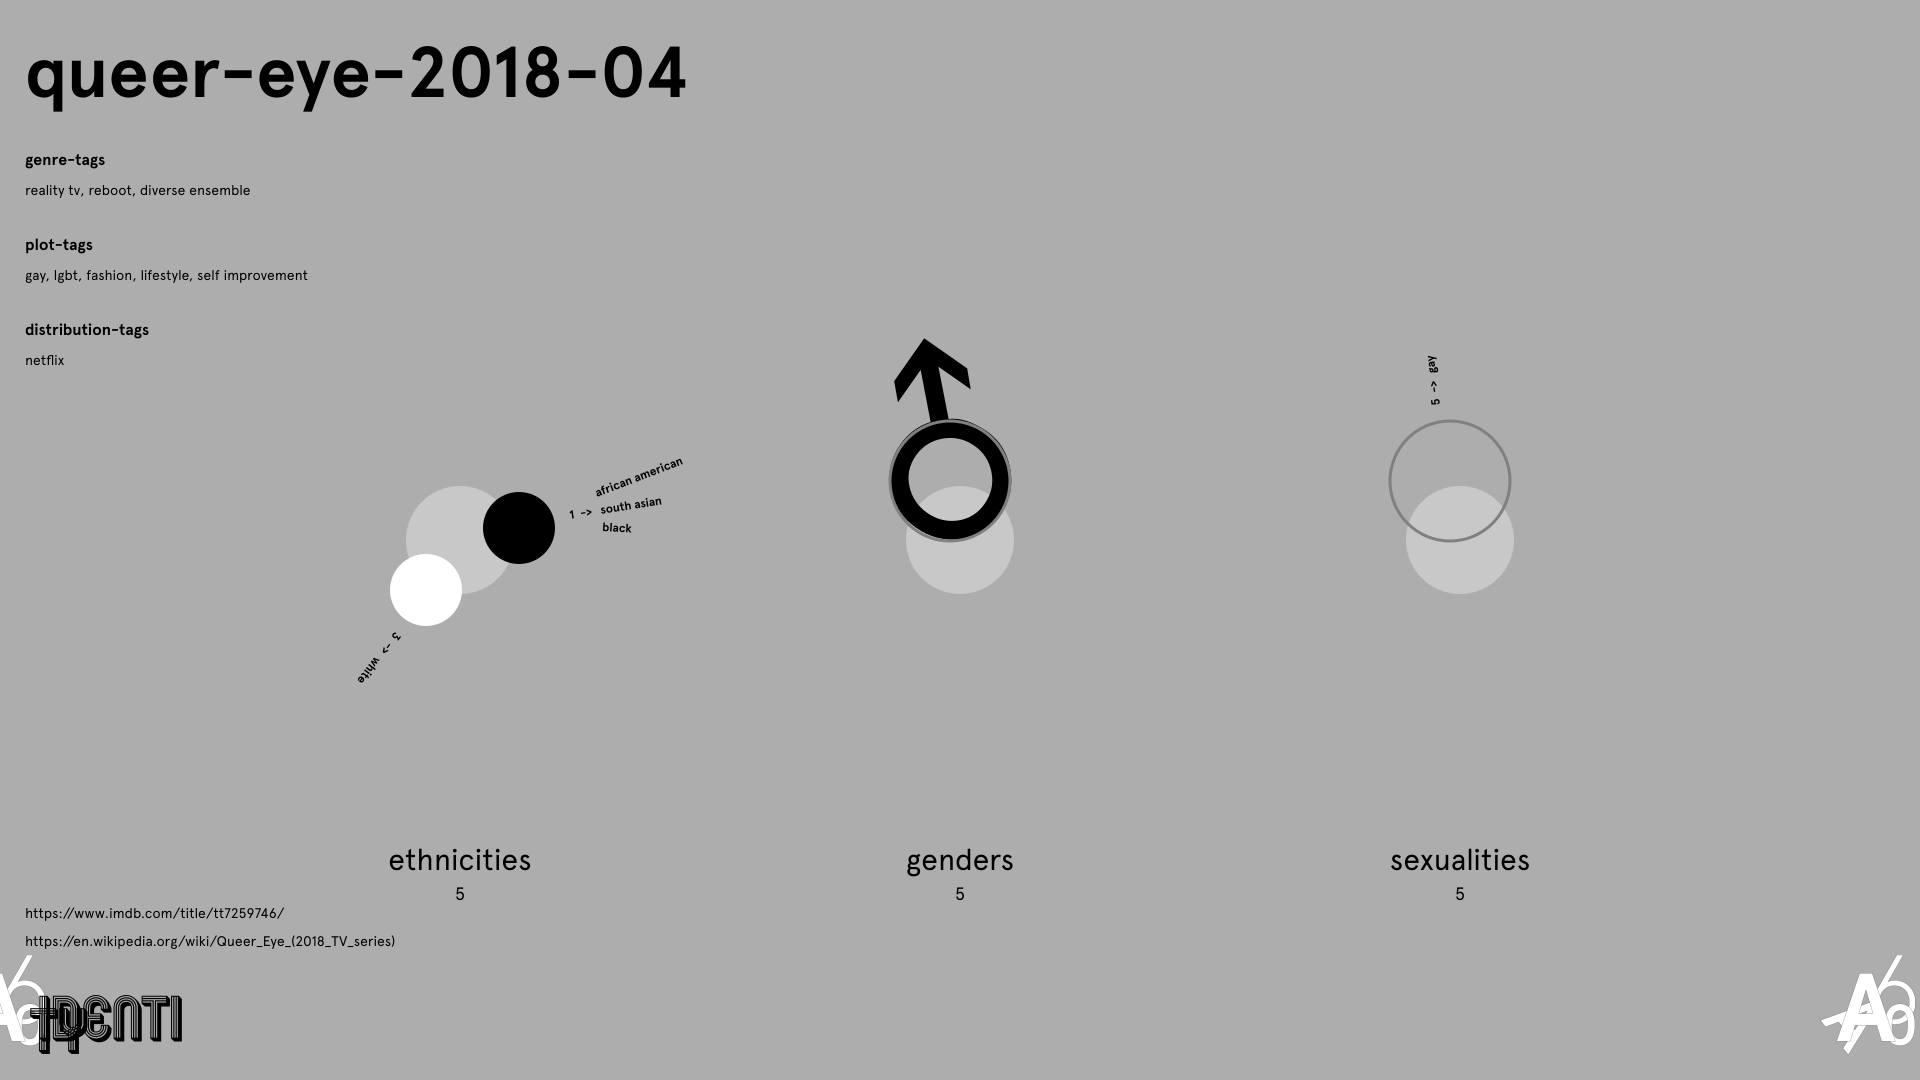 queer-eye-2018-04
genre-tags
reality tv, reboot, diverse ensemble
plot-tags
gay, lgbt, fashion, lifestyle, self improvement
distribution-tags
netflix
african american
1 -> south asian
black
3 -> white
5 -> gay
ethnicities
5
genders
5
sexualities
5
https://www.imdb.com/title/tt7259746/
https://en.wikipedia.org/wiki/Queer_Eye_(2018_TV_series)
IDENTI